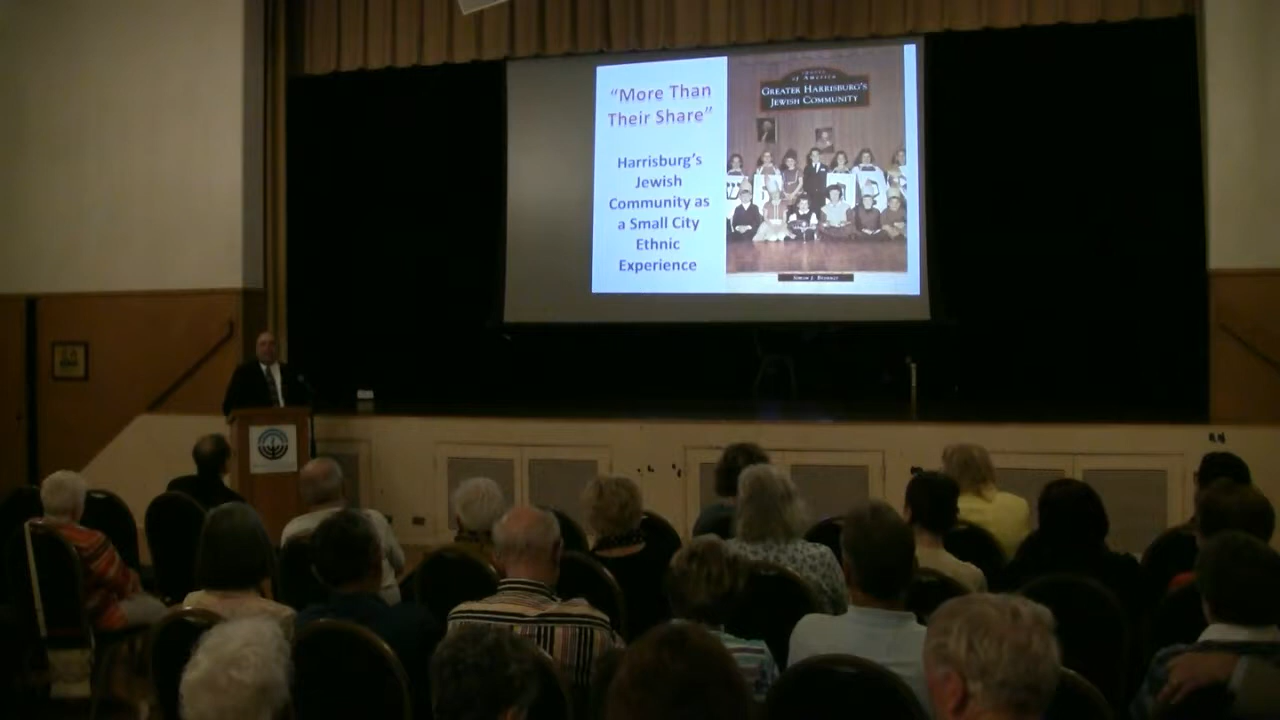 "More Than
Their Share"
Harrisburg's
Jewish
Community as
a Small City
Ethnic
Experience
of America
GREATER HARRISBURG'S
JEWISH COMMUNITY